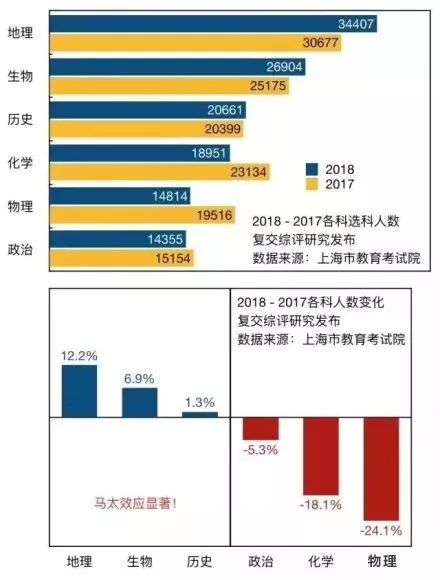 地理
34407
30677
生物
26904
25175
历史
20661
20399
化学
18951
23134
2018
2017
物理
14814
19516
政治
14355
15154
2018 - 2017各科选科人数
复交综评研究发布
数据来源：上海市教育考试院
2018 - 2017各科人数变化
复交综评研究发布
数据来源：上海市教育考试院
12.2%
6.9%
1.3%
-5.3%
-18.1%
-24.1%
马太效应显著！
地理 生物 历史 政治 化学 物理